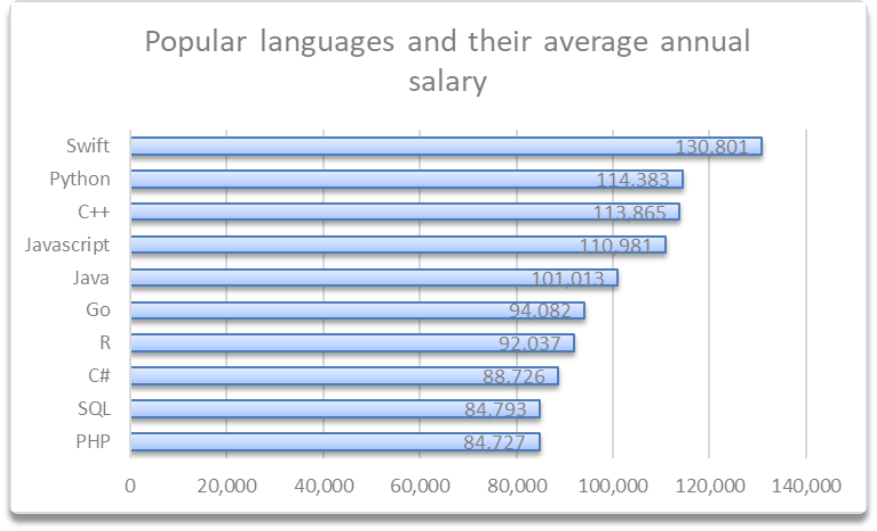 Popular languages and their average annual
salary
Swift 130,801
Python 114,383
C++ 113,865
Javascript 110,981
Java 101,013
Go 94,082
R 92,037
C# 88,726
SQL 84,793
PHP 84,727
0 20,000 40,000 60,000 80,000 100,000 120,000 140,000